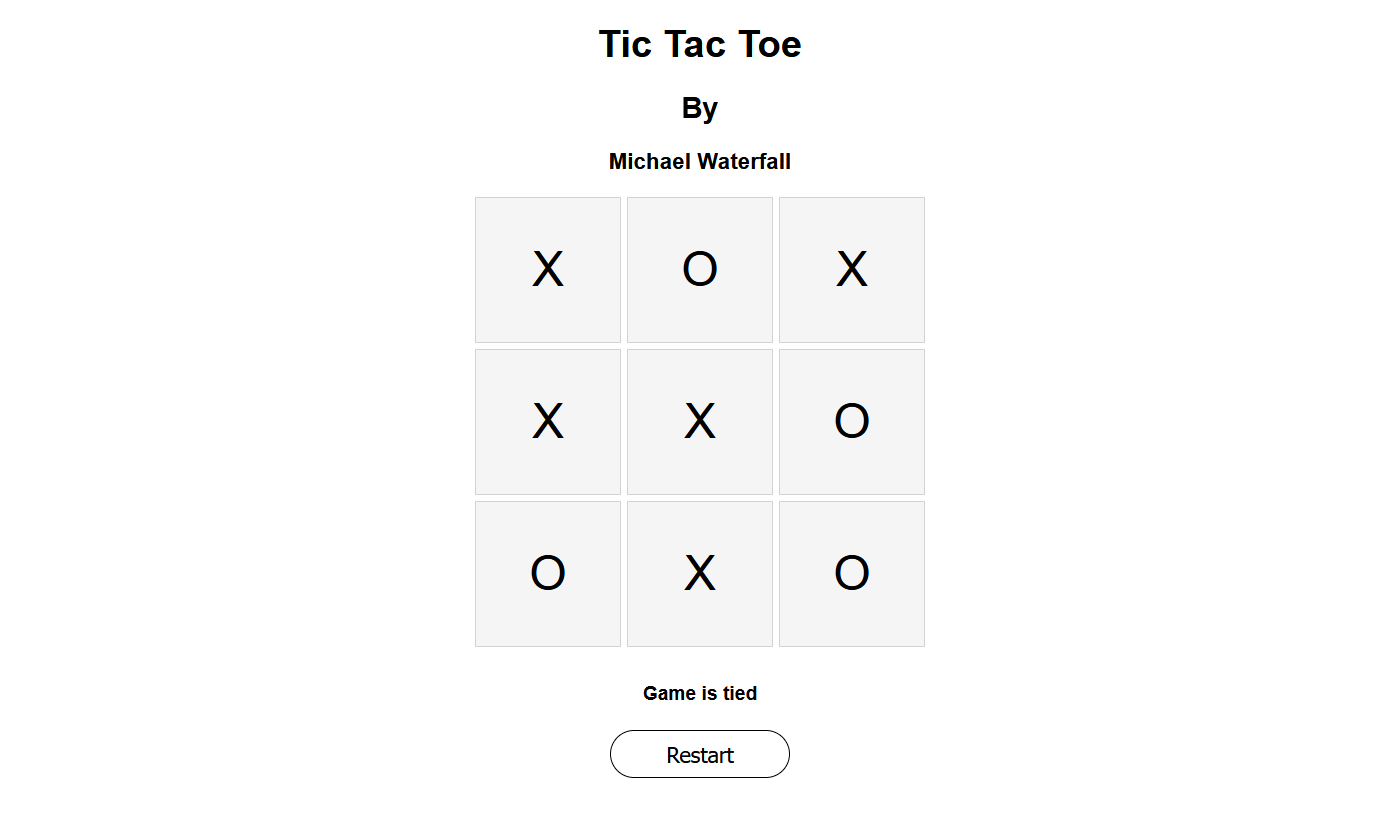 Tic Tac Toe
By
Michael Waterfall
X O X
X X O
O X O
Game is tied
Restart